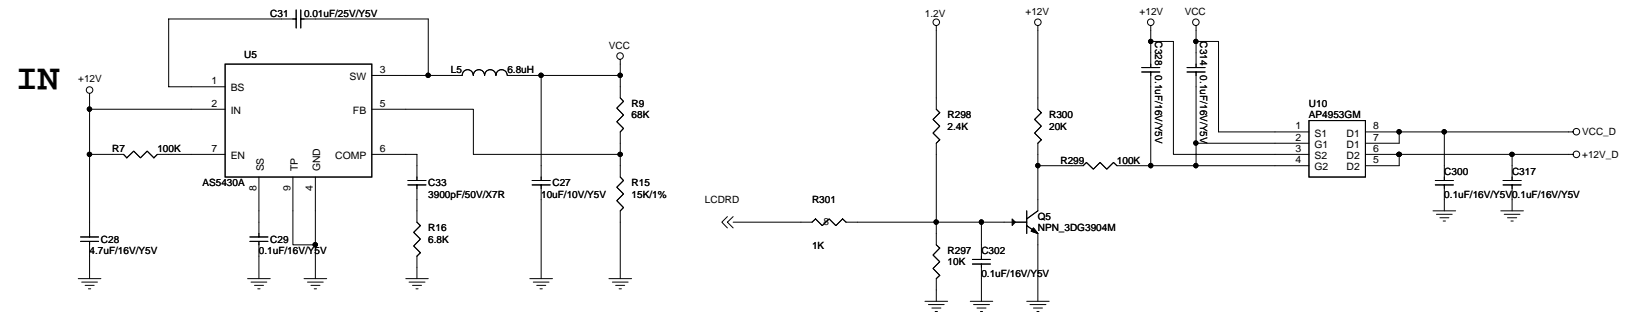 IN
+12V
C31
0.01uF/25V/Y5V
U5
1
BS
2
IN
7
EN
R7
100K
SW
3
FB
5
COMP
6
SS
TP
GND
8
9
4
AS5430A
L5
6.8uH
VCC
R9
68K
R15
15K/1%
C33
3900pF/50V/X7R
C27
10uF/10V/Y5V
R16
6.8K
C28
4.7uF/16V/Y5V
C29
0.1uF/16V/Y5V
LCDRD
R301
1K
1.2V
R298
2.4K
R297
10K
C302
0.1uF/16V/Y5V
+12V
R300
20K
R299
100K
Q5
NPN_3DG3904M
+12V
C328
0.1uF/16V/Y5V
VCC
C314
0.1uF/16V/Y5V
U10
AP4953GM
1
S1
D1
8
2
G1
D1
7
3
S2
D2
6
4
G2
D2
5
VCC_D
+12V_D
C300
0.1uF/16V/Y5V
C317
0.1uF/16V/Y5V